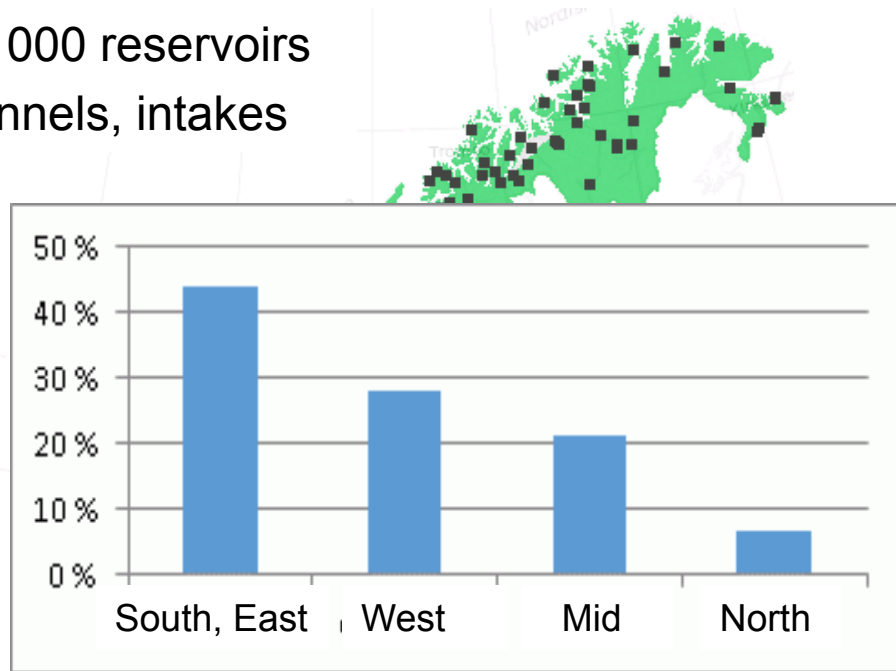 000 reservoirs
nnels, intakes
50 %
40 %
30 %
20 %
10 %
0 %
South, East West Mid North